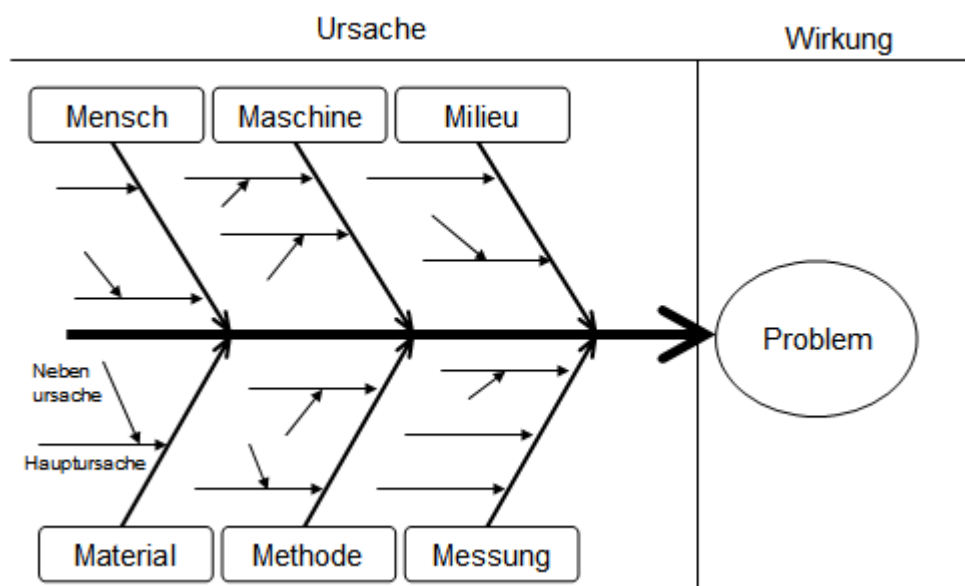 Ursache
Wirkung
Mensch
Maschine
Milieu
Problem
Neben
ursache
Hauptursache
Material
Methode
Messung